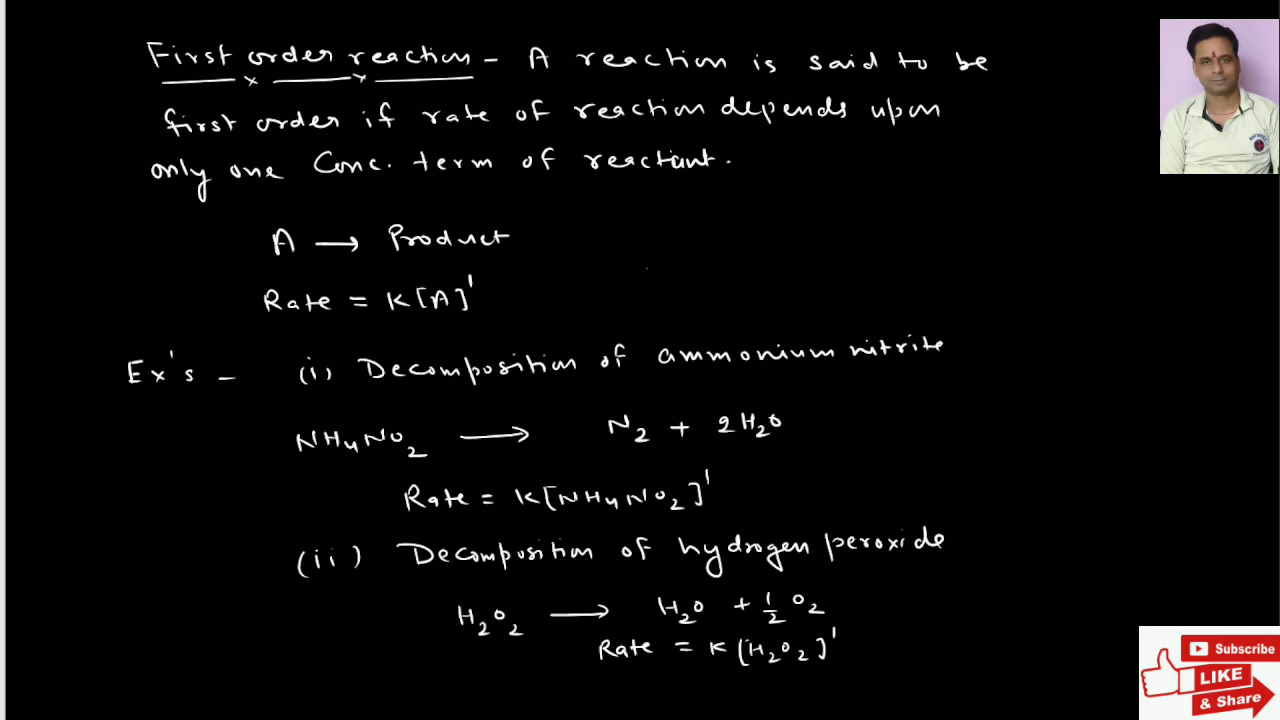 First order reaction - A reaction is said to be
first order if rate of reaction depends upon
only one Conc. term of reactant.
A → Product
Rate = K[A]¹
Ex's - (i) Decomposition of ammonium nitrite
NH₄NO₂ → N₂ + 2H₂O
Rate = K[NH₄NO₂]¹
(ii) Decomposition of hydrogen peroxide
H₂O₂ → H₂O + 1/2 O₂
Rate = K[H₂O₂]¹
Subscribe
LIKE
& Share